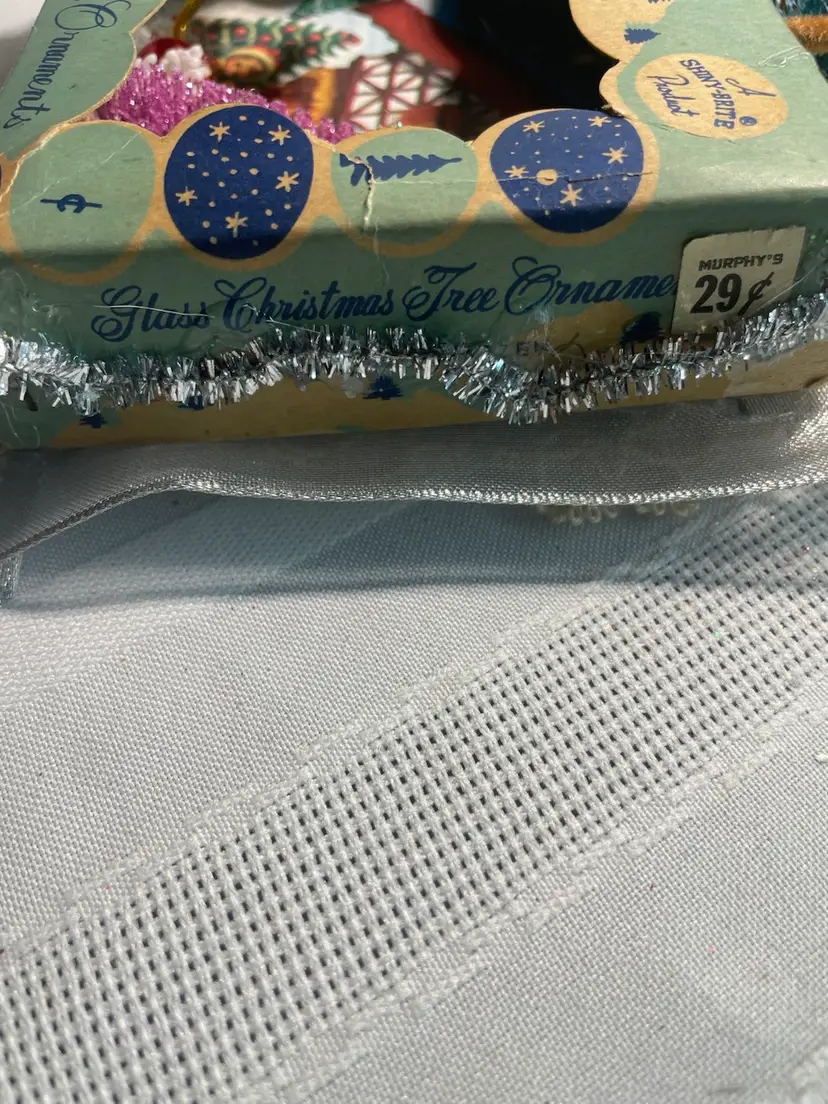 Ornaments
A
SHINY-BRITE®
Product
¢
Glass Christmas Tree Orname
MURPHY'S
29¢